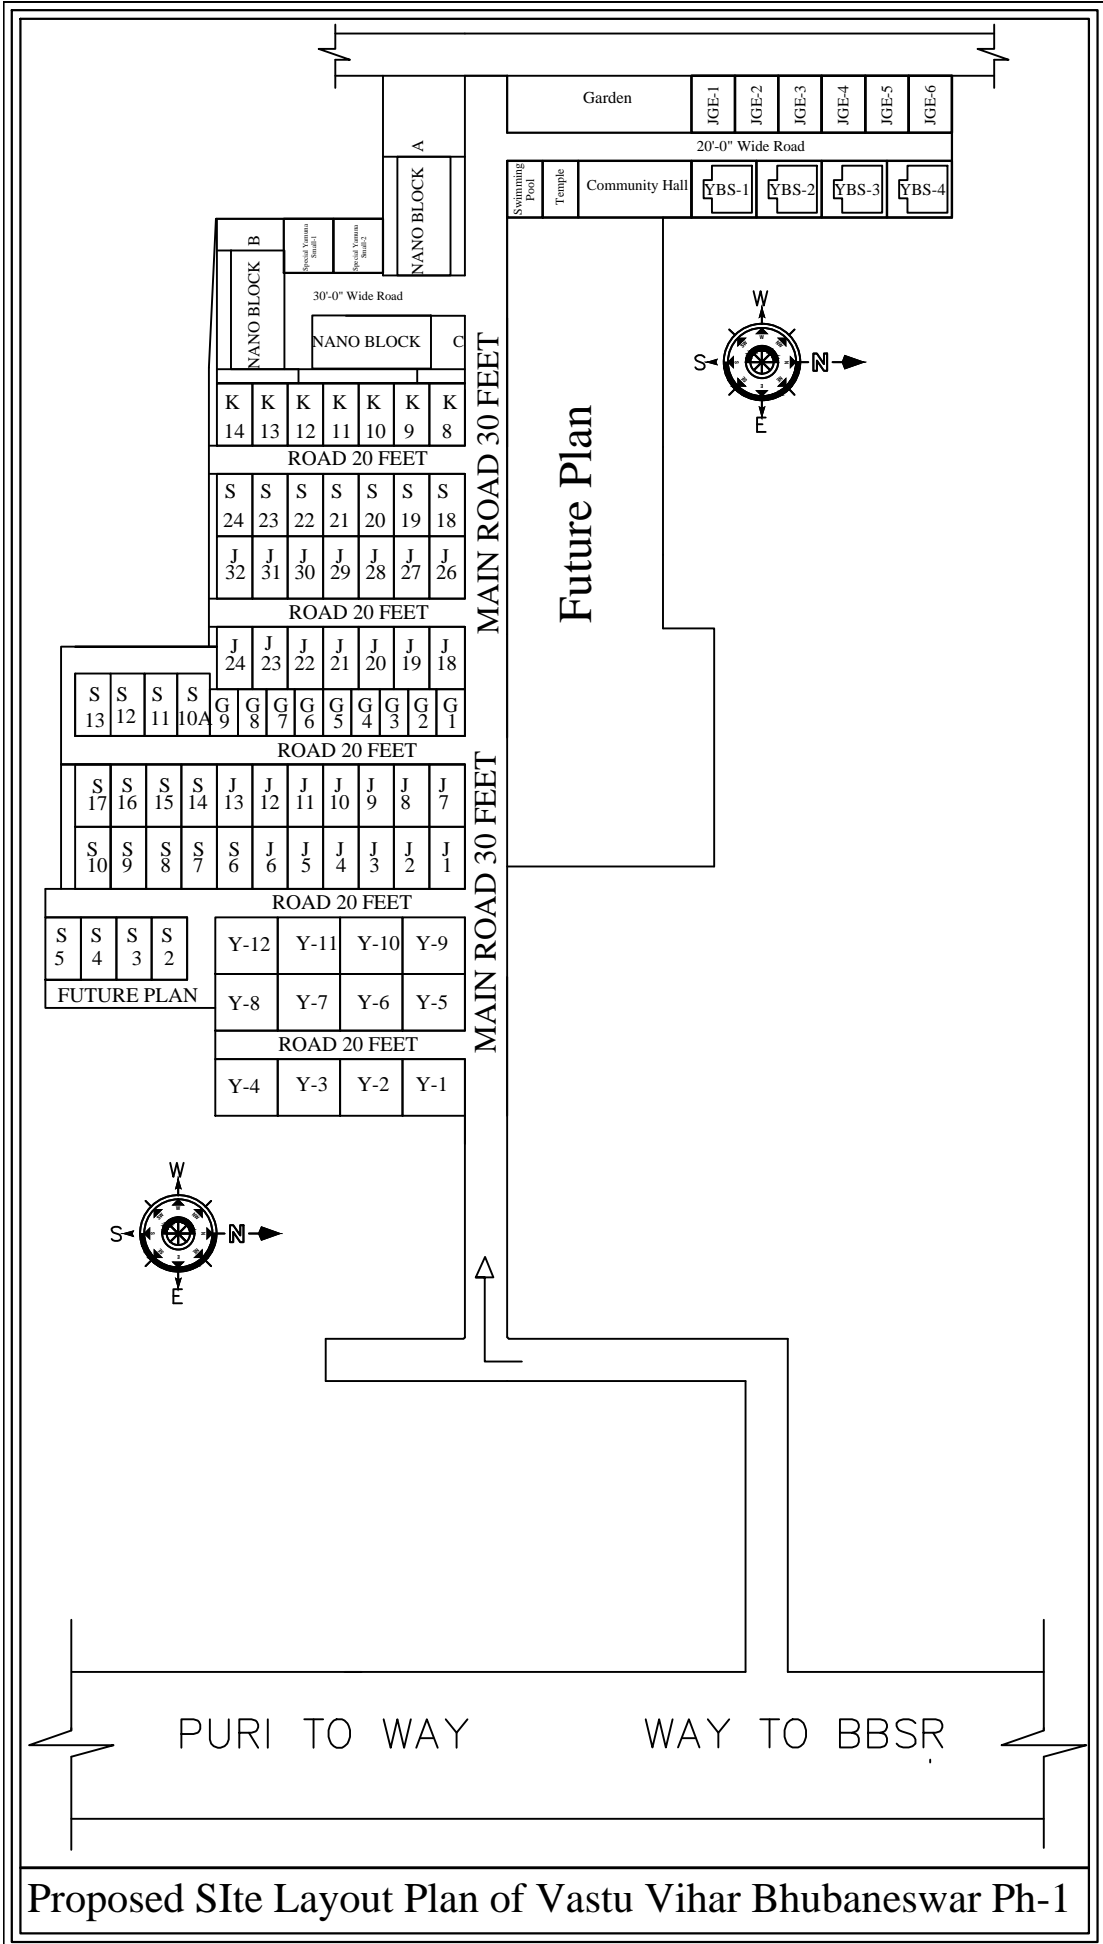 Garden
JGE-1
JGE-2
JGE-3
JGE-4
JGE-5
JGE-6
20'-0" Wide Road
Swimming
Pool
Temple
Community Hall
YBS-1
YBS-2
YBS-3
YBS-4
NANO BLOCK A
NANO BLOCK B
Special Yamuna
Small-1
Special Yamuna
Small-2
30'-0" Wide Road
NANO BLOCK C
MAIN ROAD 30 FEET
Future Plan
W
S
N
E
K K K K K K K
14 13 12 11 10 9 8
ROAD 20 FEET
S S S S S S S
24 23 22 21 20 19 18
J J J J J J J
32 31 30 29 28 27 26
ROAD 20 FEET
J J J J J J J
24 23 22 21 20 19 18
S S S S
13 12 11 10A
G G G G G G G G G
9 8 7 6 5 4 3 2 1
ROAD 20 FEET
MAIN ROAD 30 FEET
S S S S J J J J J J J
17 16 15 14 13 12 11 10 9 8 7
S S S S S J J J J J J
10 9 8 7 6 6 5 4 3 2 1
ROAD 20 FEET
S S S S
5 4 3 2
FUTURE PLAN
Y-12 Y-11 Y-10 Y-9
Y-8 Y-7 Y-6 Y-5
ROAD 20 FEET
Y-4 Y-3 Y-2 Y-1
W
S
N
E
PURI TO WAY
WAY TO BBSR
Proposed SIte Layout Plan of Vastu Vihar Bhubaneswar Ph-1